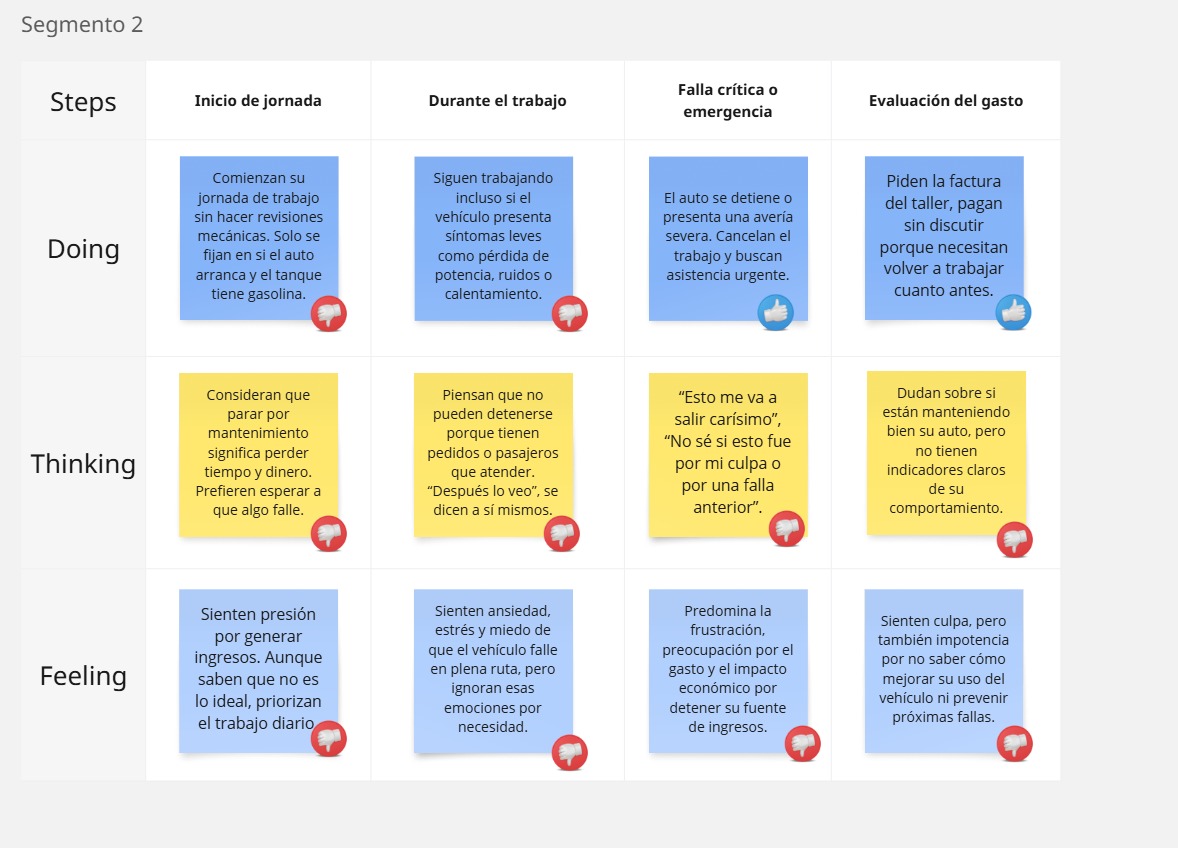 Segmento 2
Steps
Inicio de jornada
Durante el trabajo
Falla crítica o
emergencia
Evaluación del gasto
Doing
Comienzan su
jornada de trabajo
sin hacer revisiones
mecánicas. Solo se
fijan en si el auto
arranca y el tanque
tiene gasolina.
Siguen trabajando
incluso si el
vehículo presenta
síntomas leves
como pérdida de
potencia, ruidos o
calentamiento.
El auto se detiene o
presenta una avería
severa. Cancelan el
trabajo y buscan
asistencia urgente.
Piden la factura
del taller, pagan
sin discutir
porque necesitan
volver a trabajar
cuanto antes.
Thinking
Consideran que
parar por
mantenimiento
significa perder
tiempo y dinero.
Prefieren esperar a
que algo falle.
Piensan que no
pueden detenerse
porque tienen
pedidos o pasajeros
que atender.
“Después lo veo”, se
dicen a sí mismos.
“Esto me va a
salir carísimo”,
“No sé si esto fue
por mi culpa o
por una falla
anterior”.
Dudan sobre si
están manteniendo
bien su auto, pero
no tienen
indicadores claros
de su
comportamiento.
Feeling
Sienten presión
por generar
ingresos. Aunque
saben que no es
lo ideal, priorizan
el trabajo diario.
Sienten ansiedad,
estrés y miedo de
que el vehículo falle
en plena ruta, pero
ignoran esas
emociones por
necesidad.
Predomina la
frustración,
preocupación por el
gasto y el impacto
económico por
detener su fuente
de ingresos.
Sienten culpa, pero
también impotencia
por no saber cómo
mejorar su uso del
vehículo ni prevenir
próximas fallas.